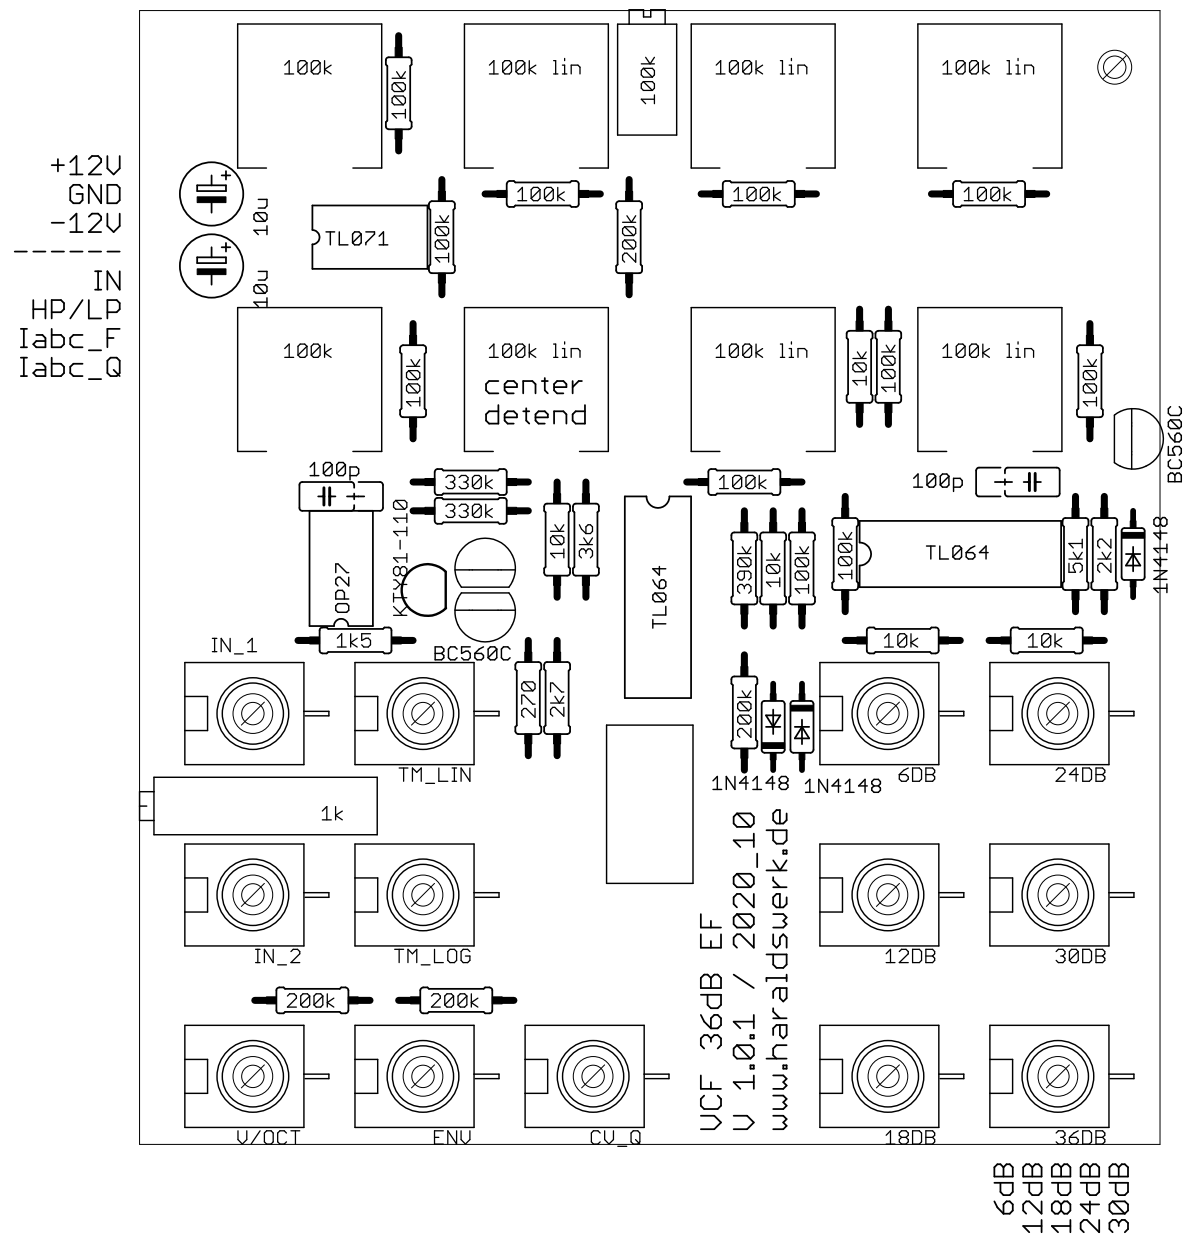 100k
100k
100k lin
100k
100k lin
100k lin
+12V
GND
-12V
------
IN
HP/LP
Iabc_F
Iabc_Q
10u
10u
TL071
100k
100k
200k
100k
100k
100k
100k
100k lin
center
detend
100k lin
10k
100k
100k lin
100k
BC560C
100p
330k
330k
KTY81-110
OP27
1k5
BC560C
10k
3k6
100k
TL064
390k
10k
100k
100k
100p
TL064
5k1
2k2
1N4148
10k
10k
IN_1
TM_LIN
270
2k7
200k
1N4148
1N4148
6DB
24DB
1k
IN_2
TM_LOG
12DB
30DB
200k
200k
V/OCT
ENV
CV_Q
VCF 36dB EF
V 1.0.1 / 2020_10
www.haraldswerk.de
18DB
36DB
6dB
12dB
18dB
24dB
30dB